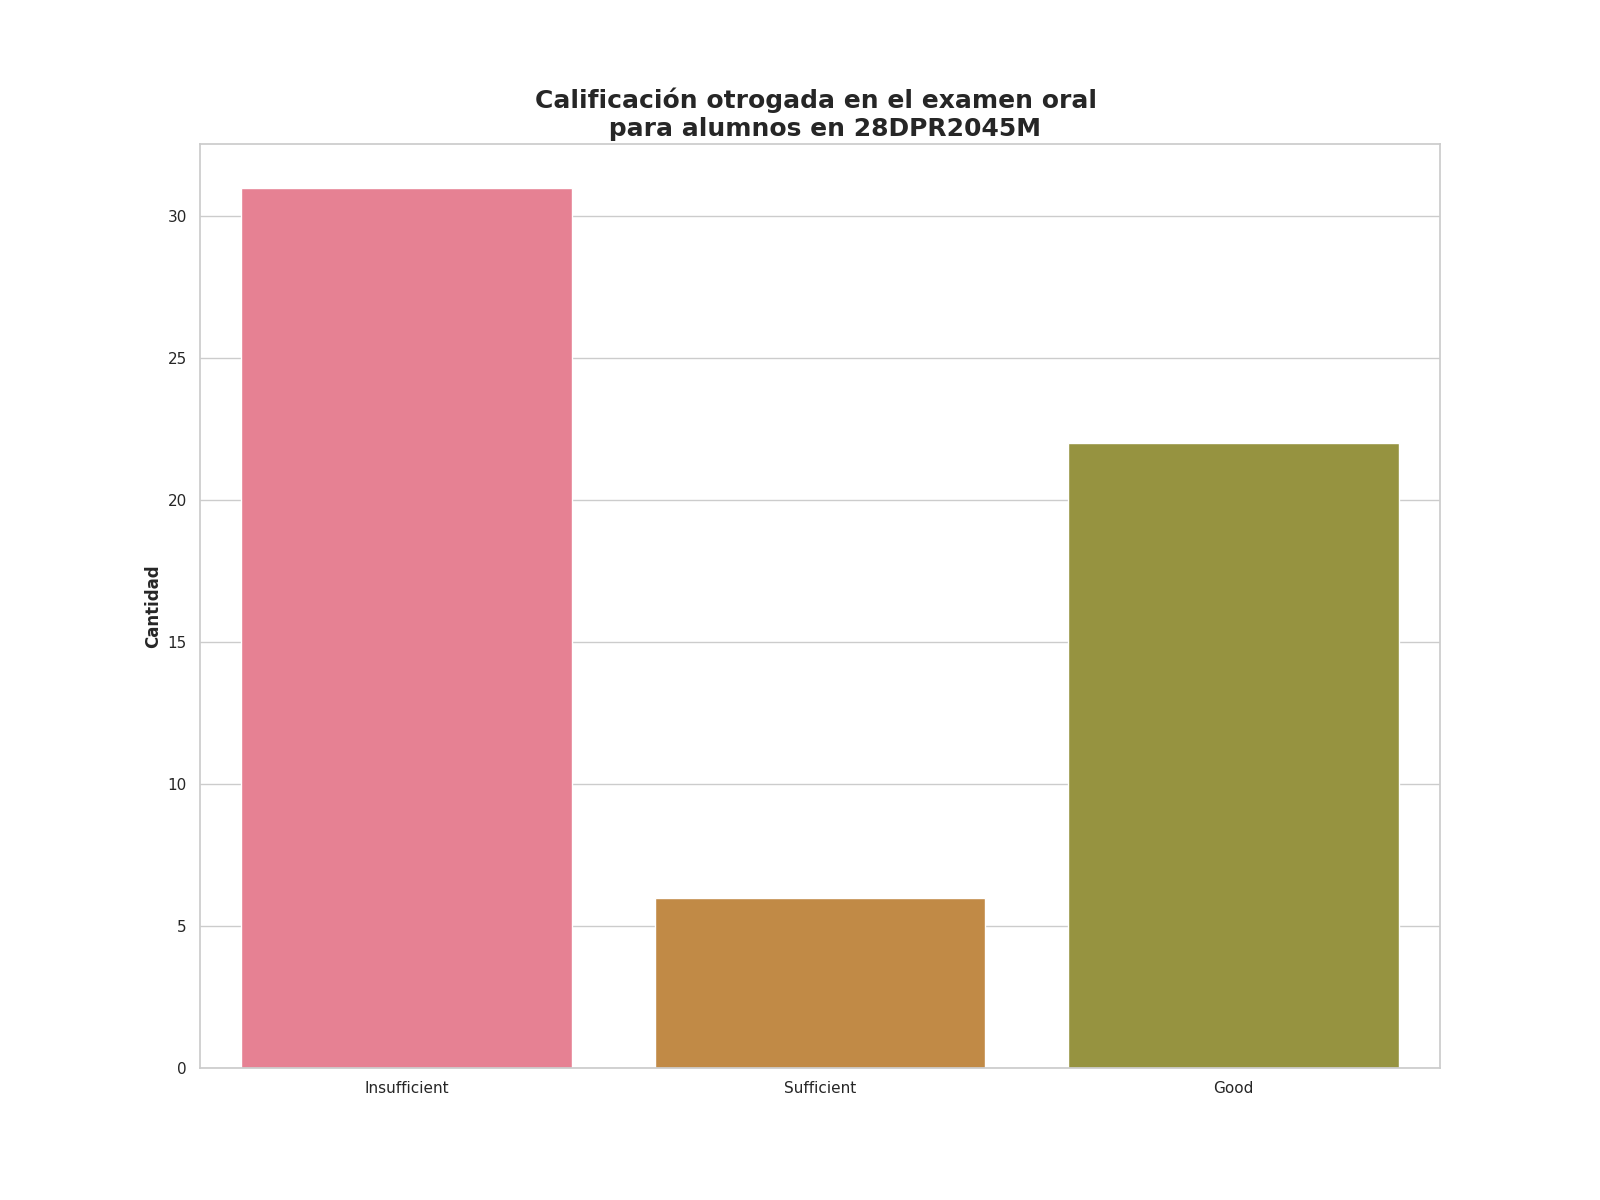 Calificación otrogada en el examen oral
para alumnos en 28DPR2045M
Cantidad
30
25
20
15
10
5
0
Insufficient
Sufficient
Good